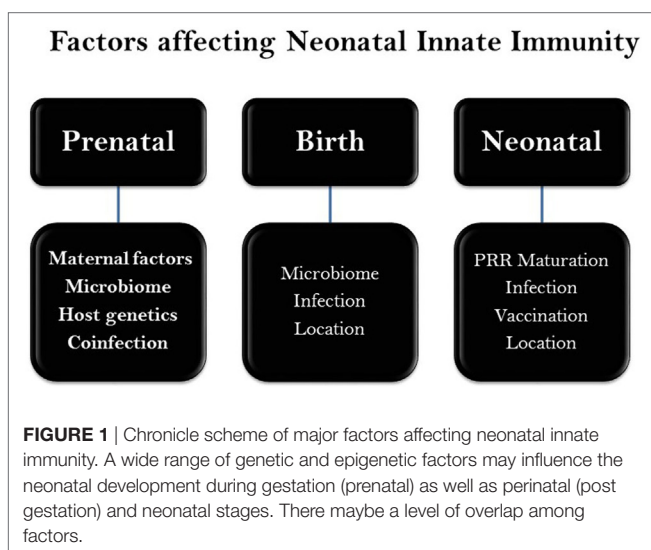 Factors affecting Neonatal Innate Immunity
Prenatal
Birth
Neonatal
Maternal factors
Microbiome
Host genetics
Coinfection
Microbiome
Infection
Location
PRR Maturation
Infection
Vaccination
Location
FIGURE 1 | Chronicle scheme of major factors affecting neonatal innate
immunity. A wide range of genetic and epigenetic factors may influence the
neonatal development during gestation (prenatal) as well as perinatal (post
gestation) and neonatal stages. There maybe a level of overlap among
factors.